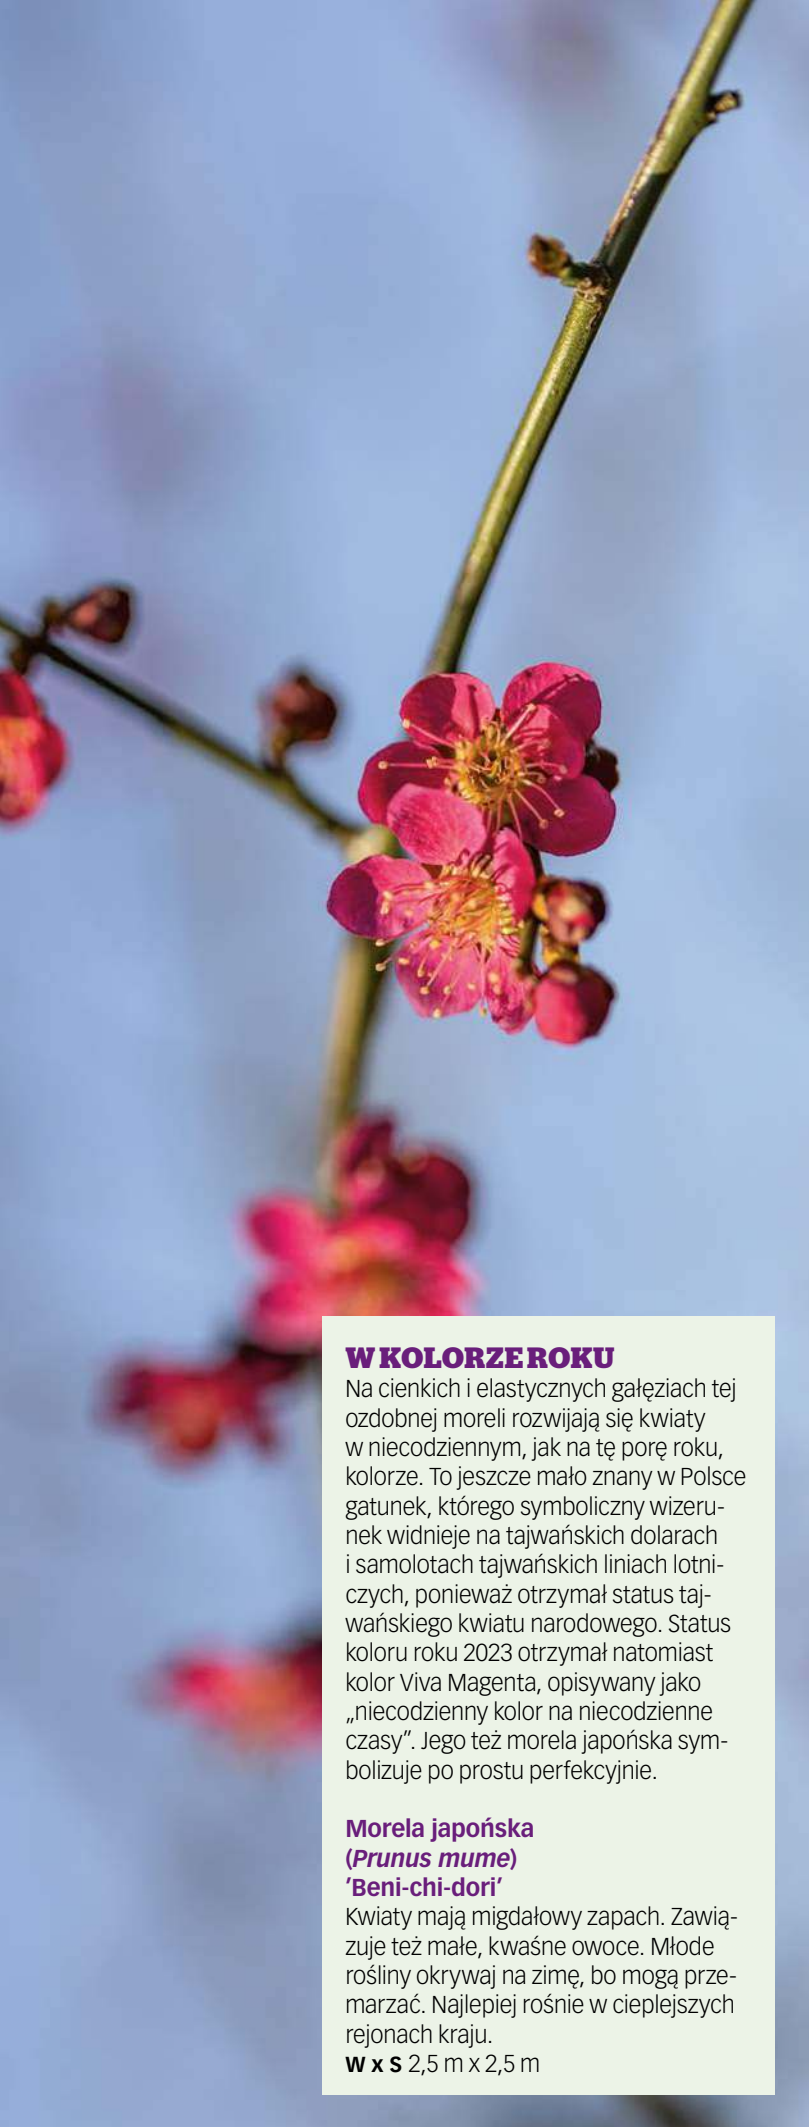 W KOLORZE ROKU
Na cienkich i elastycznych gałęziach tej
ozdobnej moreli rozwijają się kwiaty
w niecodziennym, jak na tę porę roku,
kolorze. To jeszcze mało znany w Polsce
gatunek, którego symboliczny wizeru-
nek widnieje na tajwańskich dolarach
i samolotach tajwańskich liniach lotni-
czych, ponieważ otrzymał status taj-
wańskiego kwiatu narodowego. Status
koloru roku 2023 otrzymał natomiast
kolor Viva Magenta, opisywany jako
„niecodzienny kolor na niecodzienne
czasy”. Jego też morela japońska sym-
bolizuje po prostu perfekcyjnie.
Morela japońska
(Prunus mume)
’Beni-chi-dori’
Kwiaty mają migdałowy zapach. Zawią-
zuje też małe, kwaśne owoce. Młode
rośliny okrywaj na zimę, bo mogą prze-
marzać. Najlepiej rośnie w cieplejszych
rejonach kraju.
W x S 2,5 m x 2,5 m